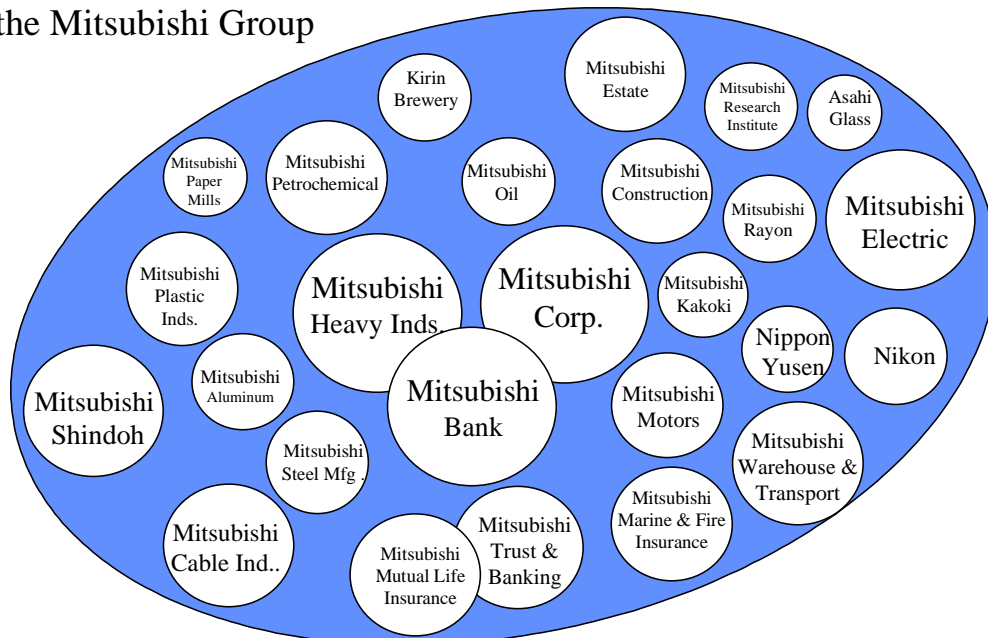 the Mitsubishi Group
Kirin
Brewery
Mitsubishi
Estate
Mitsubishi
Research
Institute
Asahi
Glass
Mitsubishi
Paper
Mills
Mitsubishi
Petrochemical
Mitsubishi
Oil
Mitsubishi
Construction
Mitsubishi
Rayon
Mitsubishi
Electric
Mitsubishi
Plastic
Inds.
Mitsubishi
Heavy Inds.
Mitsubishi
Corp.
Mitsubishi
Kakoki
Nippon
Yusen
Nikon
Mitsubishi
Shindoh
Mitsubishi
Aluminum
Mitsubishi
Bank
Mitsubishi
Motors
Mitsubishi
Steel Mfg .
Mitsubishi
Warehouse &
Transport
Mitsubishi
Cable Ind..
Mitsubishi
Mutual Life
Insurance
Mitsubishi
Trust &
Banking
Mitsubishi
Marine & Fire
Insurance